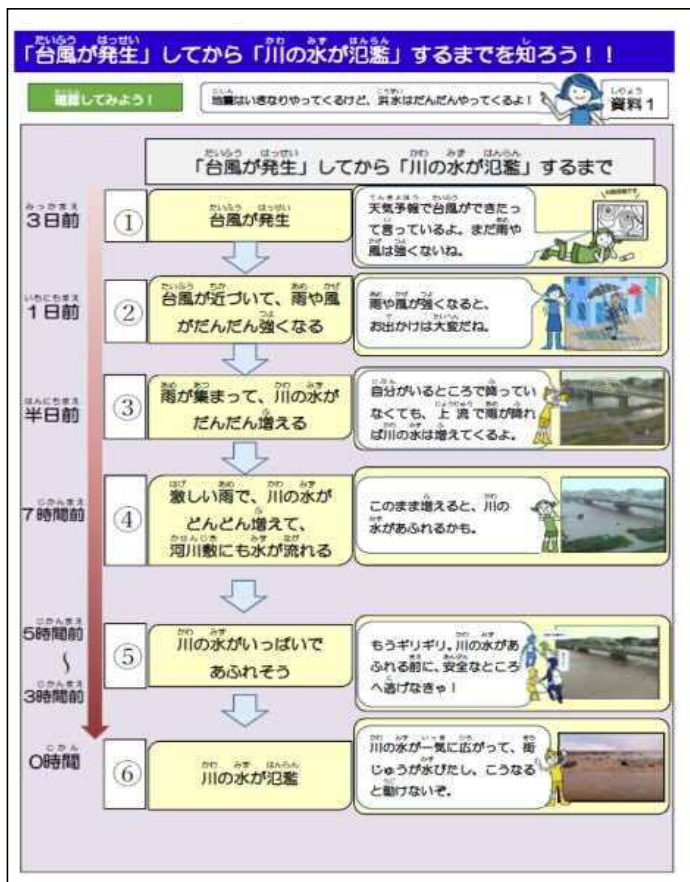 「台風が発生」してから「川の水が氾濫」するまでを知ろう！！
確認してみよう！
地震はいきなりやってくるけど、洪水はだんだんやってくるよ！
資料1
「台風が発生」してから「川の水が氾濫」するまで
3日前
①
台風が発生
天気予報で台風ができたっ
て言っているよ。まだ雨や
風は強くないね。
1日前
②
台風が近づいて、雨や風
がだんだん強くなる
雨や風が強くなると、
お出かけは大変だね。
半日前
③
雨が集まって、川の水が
だんだん増える
自分がいるところで降ってい
なくても、上流で雨が降れ
ば川の水は増えてくるよ。
7時間前
④
激しい雨で、川の水が
どんどん増えて、
河川敷にも水が流れる
このまま増えると、川の
水があふれるかも。
5時間前
～
3時間前
⑤
川の水がいっぱいで
あふれそう
もうギリギリ。川の水があ
ふれる前に、安全なところ
へ逃げなきゃ！
0時間
⑥
川の水が氾濫
川の水が一気に広がって、街
じゅうが水びたし、こうなる
と動けないぞ。